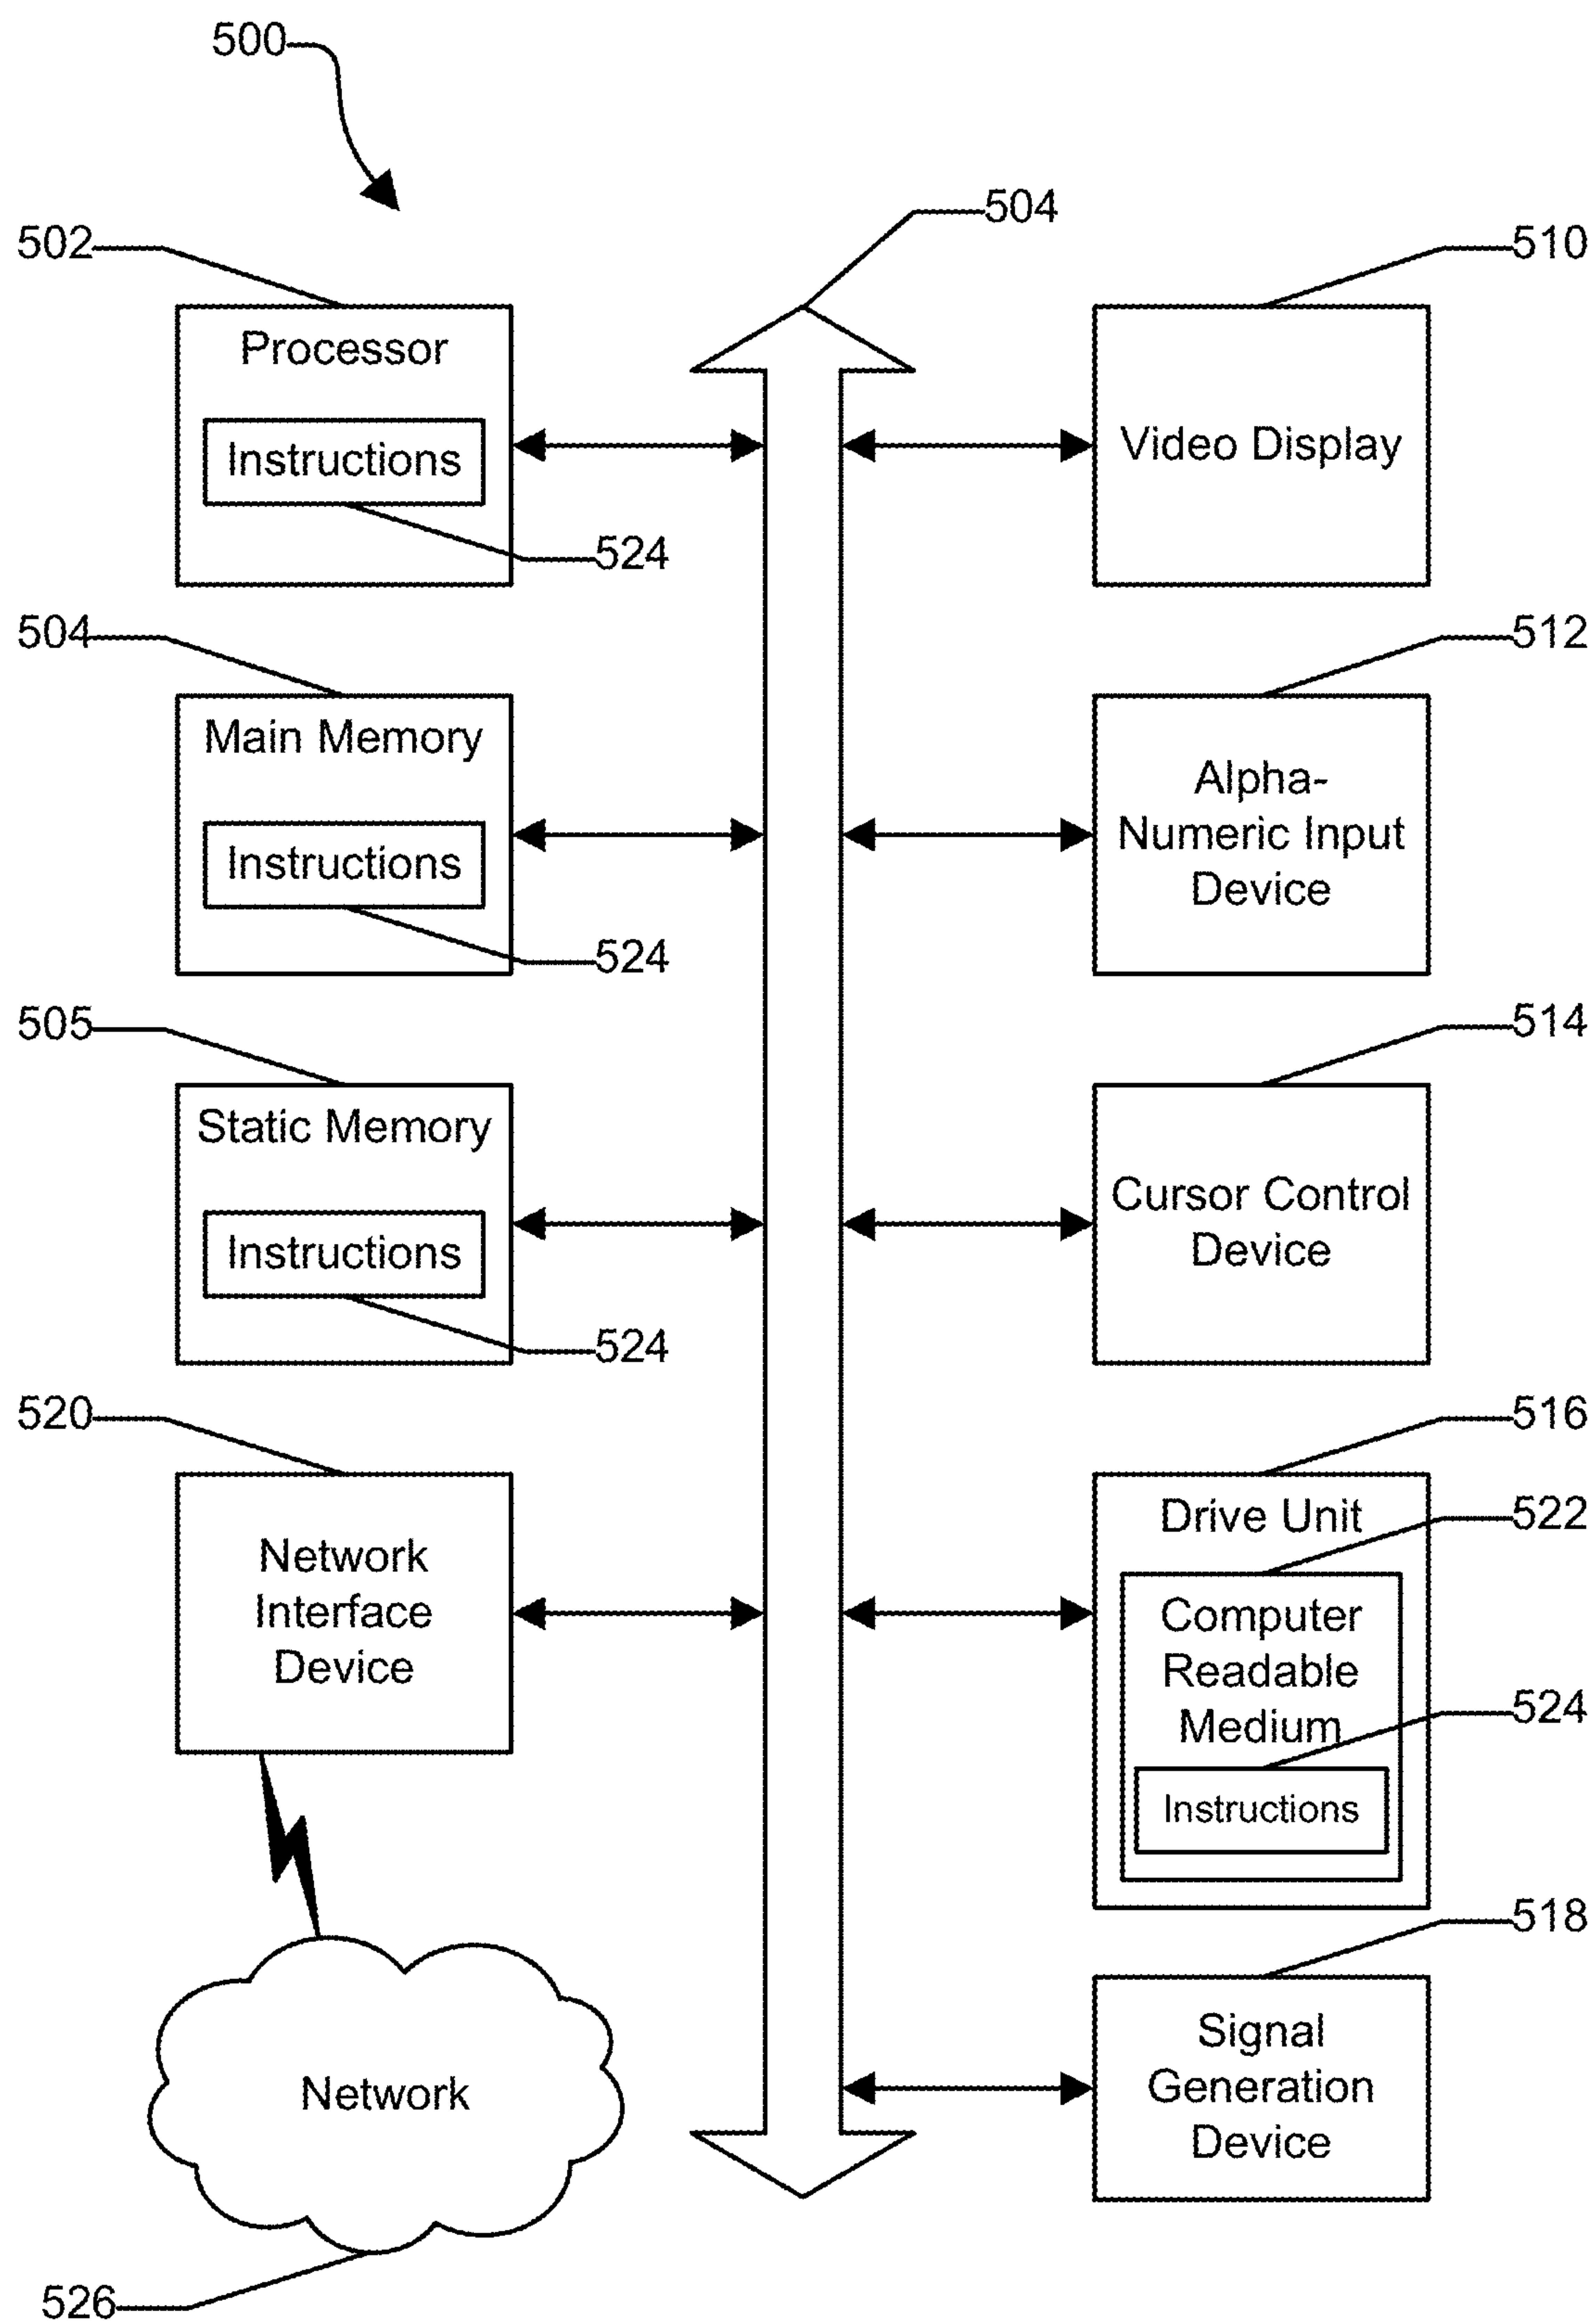 500
504
502
510
Processor
Instructions
524
Video Display
504
512
Main Memory
Instructions
524
Alpha-
Numeric Input
Device
505
514
Static Memory
Instructions
524
Cursor Control
Device
520
516
Network
Interface
Device
Drive Unit
522
Computer
Readable
Medium
524
Instructions
518
Network
Signal
Generation
Device
526